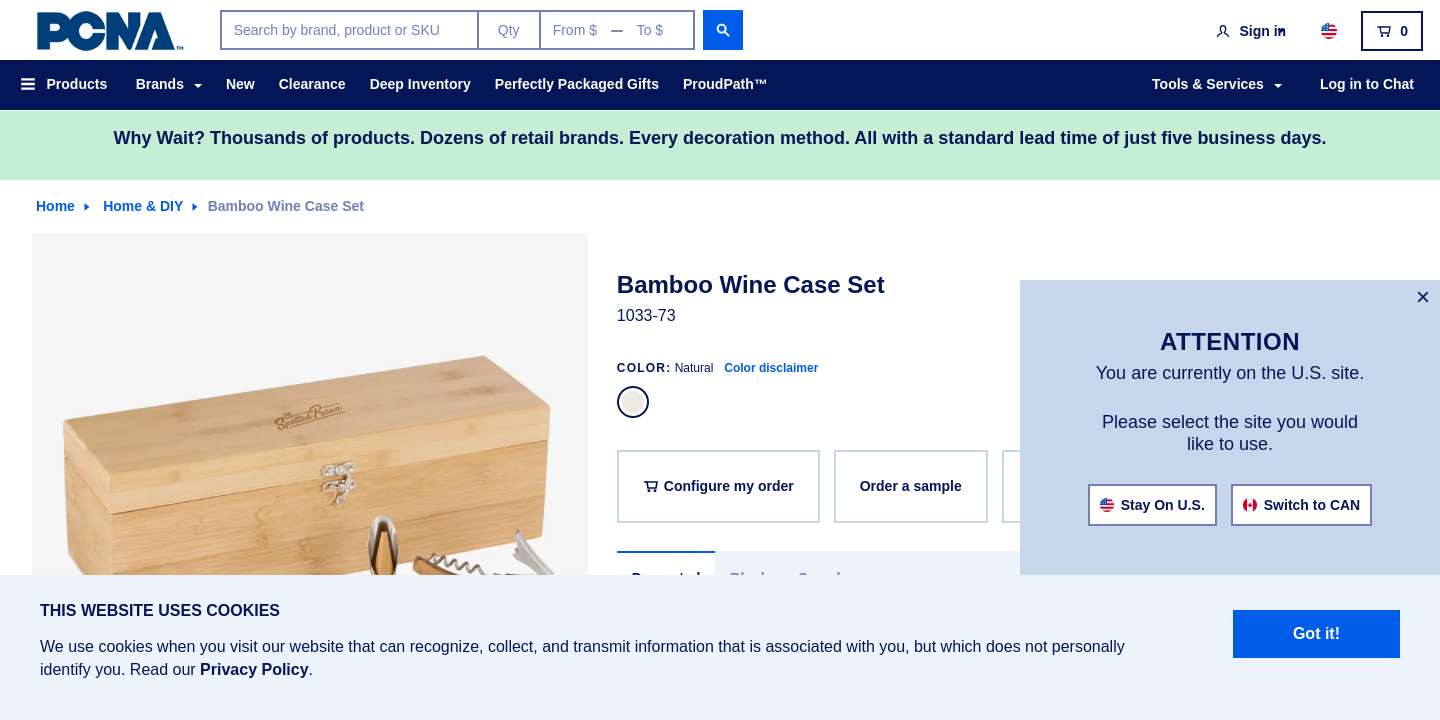 PCNA™
Search by brand, product or SKU
Qty
From $ — To $
Sign in
0
Products
Brands
New
Clearance
Deep Inventory
Perfectly Packaged Gifts
ProudPath™
Tools & Services
Log in to Chat
Why Wait? Thousands of products. Dozens of retail brands. Every decoration method. All with a standard lead time of just five business days.
Home
Home & DIY
Bamboo Wine Case Set
The
Spotted Prawn
Bamboo Wine Case Set
1033-73
COLOR: Natural Color disclaimer
Configure my order
Order a sample
×
ATTENTION
You are currently on the U.S. site.
Please select the site you would
like to use.
Stay On U.S.
Switch to CAN
THIS WEBSITE USES COOKIES
We use cookies when you visit our website that can recognize, collect, and transmit information that is associated with you, but which does not personally
identify you. Read our Privacy Policy.
Got it!